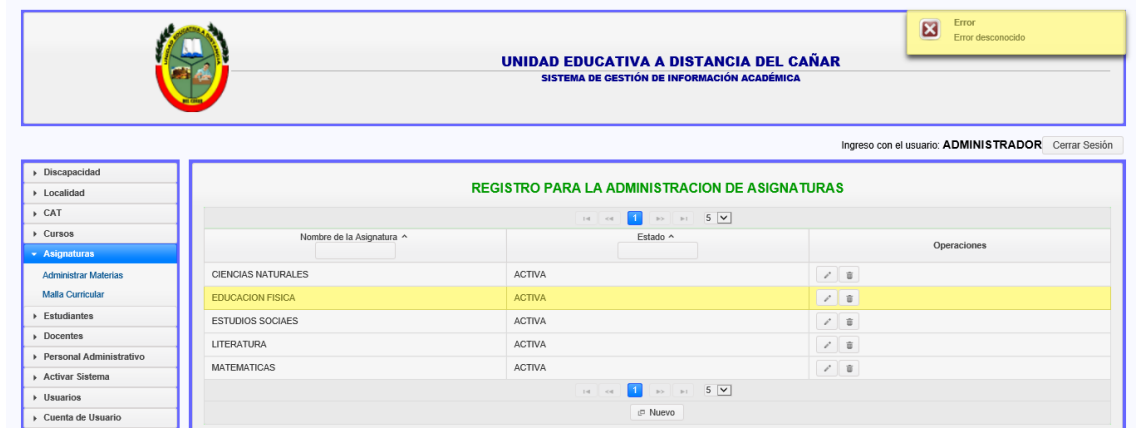 Error
Error desconocido
UNIDAD EDUCATIVA A DISTANCIA DEL CAÑAR
SISTEMA DE GESTIÓN DE INFORMACIÓN ACADÉMICA
Ingreso con el usuario: ADMINISTRADOR Cerrar Sesión
Discapacidad
Localidad
CAT
Cursos
Asignaturas
Administrar Materias
Malla Curricular
Estudiantes
Docentes
Personal Administrativo
Activar Sistema
Usuarios
Cuenta de Usuario
REGISTRO PARA LA ADMINISTRACION DE ASIGNATURAS
1 5
Nombre de la Asignatura Estado Operaciones
CIENCIAS NATURALES ACTIVA
EDUCACION FISICA ACTIVA
ESTUDIOS SOCIAES ACTIVA
LITERATURA ACTIVA
MATEMATICAS ACTIVA
1 5
Nuevo